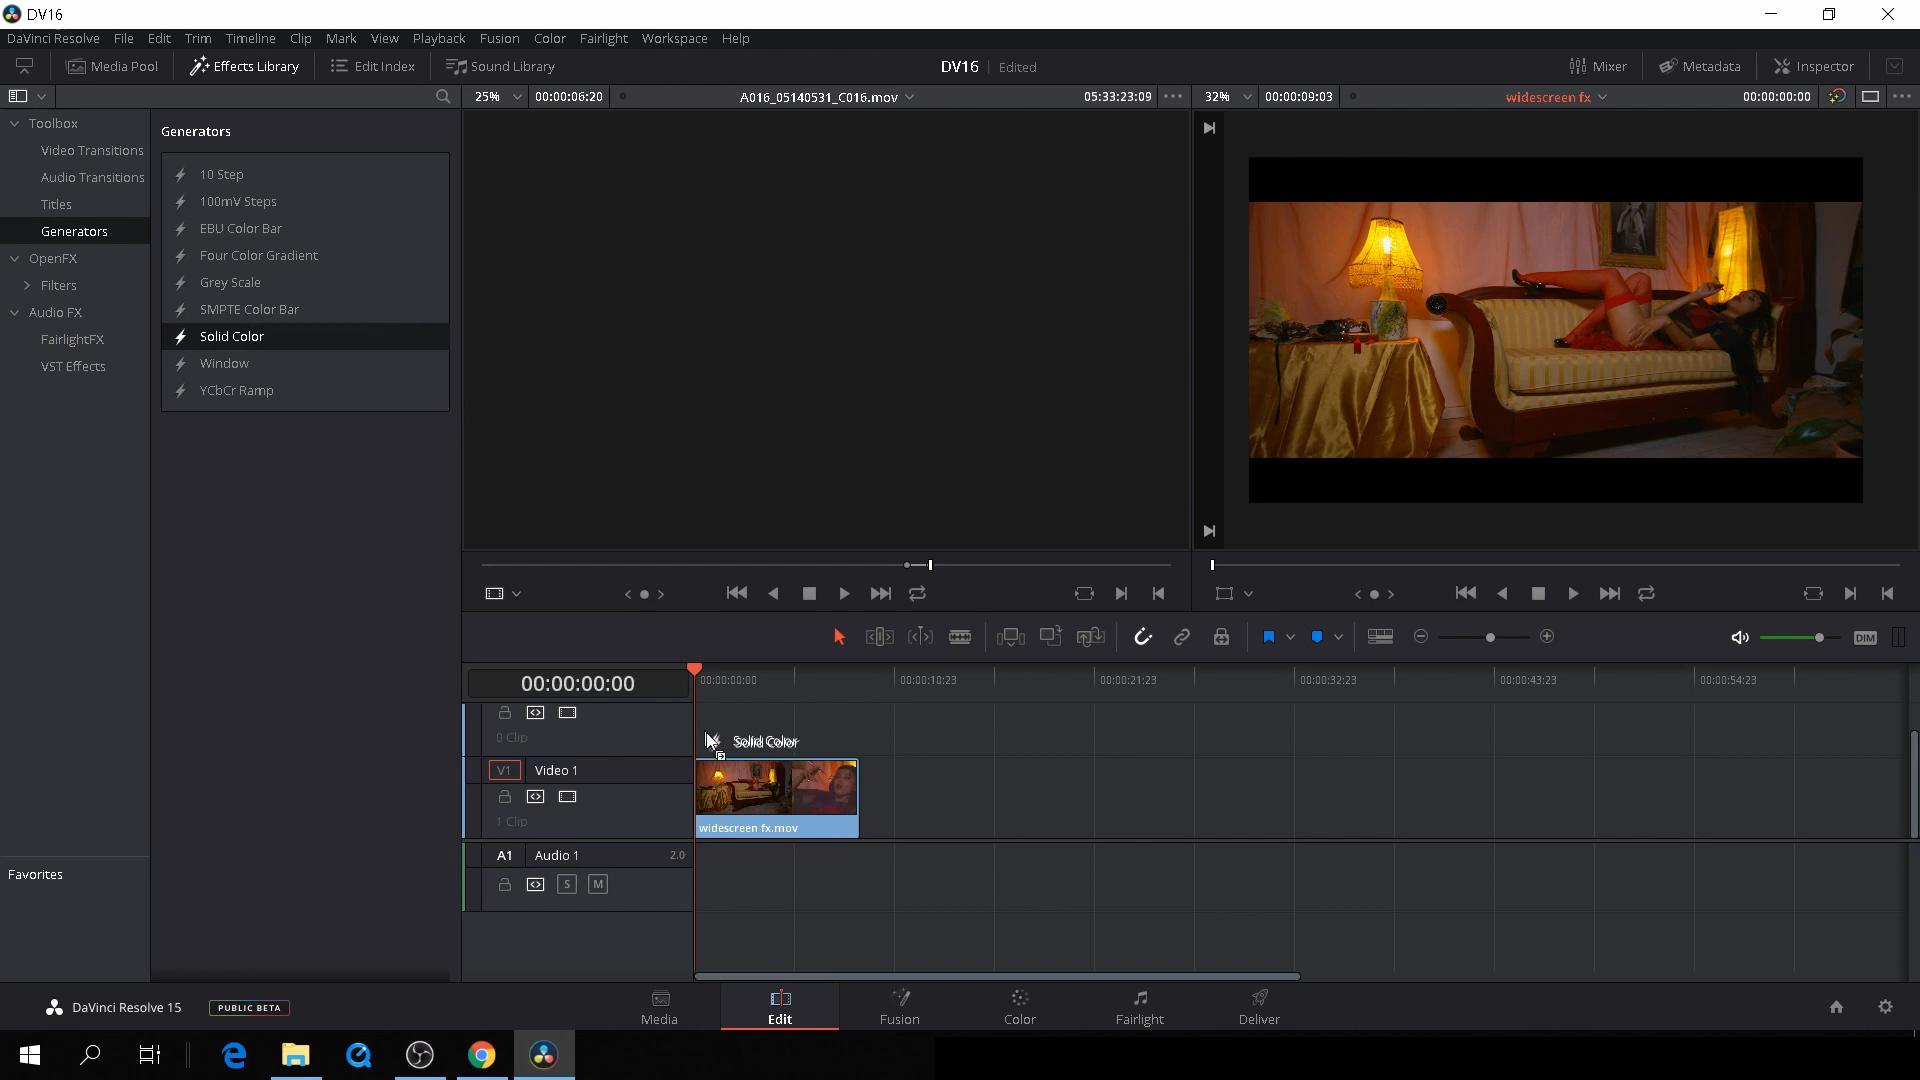 DV16
DaVinci Resolve File Edit Trim Timeline Clip Mark View Playback Fusion Color Fairlight Workspace Help
Media Pool Effects Library Edit Index Sound Library DV16 Edited Mixer Metadata Inspector
25% 00:00:06:20 A016_05140531_C016.mov 05:33:23:09 32% 00:00:09:03 widescreen fx 00:00:00:00
Toolbox
Video Transitions
Audio Transitions
Titles
Generators
OpenFX
Filters
Audio FX
FairlightFX
VST Effects
Favorites
Generators
10 Step
100mV Steps
EBU Color Bar
Four Color Gradient
Grey Scale
SMPTE Color Bar
Solid Color
Window
YCbCr Ramp
DIM
00:00:00:00 00:00:00:00 00:00:10:23 00:00:21:23 00:00:32:23 00:00:43:23 00:00:54:23
0 Clip
Solid Color
V1 Video 1
1 Clip
widescreen fx.mov
A1 Audio 1 2.0
S M
DaVinci Resolve 15 PUBLIC BETA
Media Edit Fusion Color Fairlight Deliver